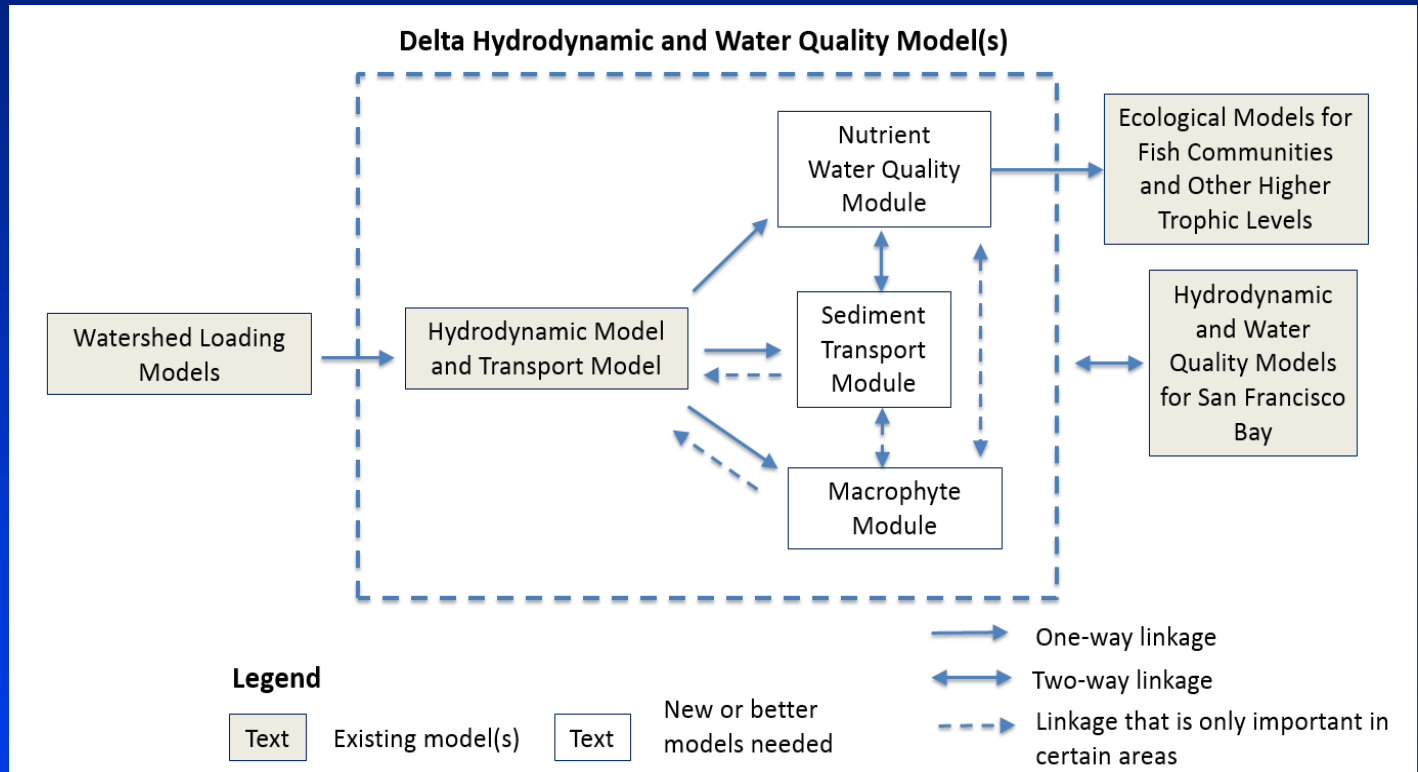 Delta Hydrodynamic and Water Quality Model(s)
Nutrient
Water Quality
Module
Ecological Models for
Fish Communities
and Other Higher
Trophic Levels
Watershed Loading
Models
Hydrodynamic Model
and Transport Model
Sediment
Transport
Module
Hydrodynamic
and Water
Quality Models
for San Francisco
Bay
Macrophyte
Module
One-way linkage
Two-way linkage
Linkage that is only important in
certain areas
Legend
Text
Existing model(s)
Text
New or better
models needed